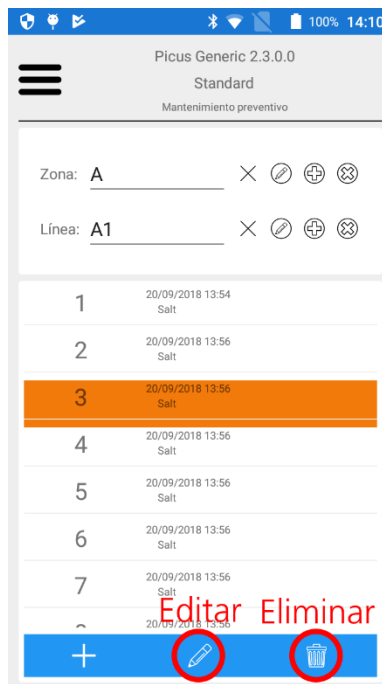 100% 14:10
Picus Generic 2.3.0.0
Standard
Mantenimiento preventivo
Zona: A
Línea: A1
1 20/09/2018 13:54
Salt
2 20/09/2018 13:56
Salt
3 20/09/2018 13:56
Salt
4 20/09/2018 13:56
Salt
5 20/09/2018 13:56
Salt
6 20/09/2018 13:56
Salt
7 20/09/2018 13:56
Salt
Editar Eliminar
20/09/2018 13:56